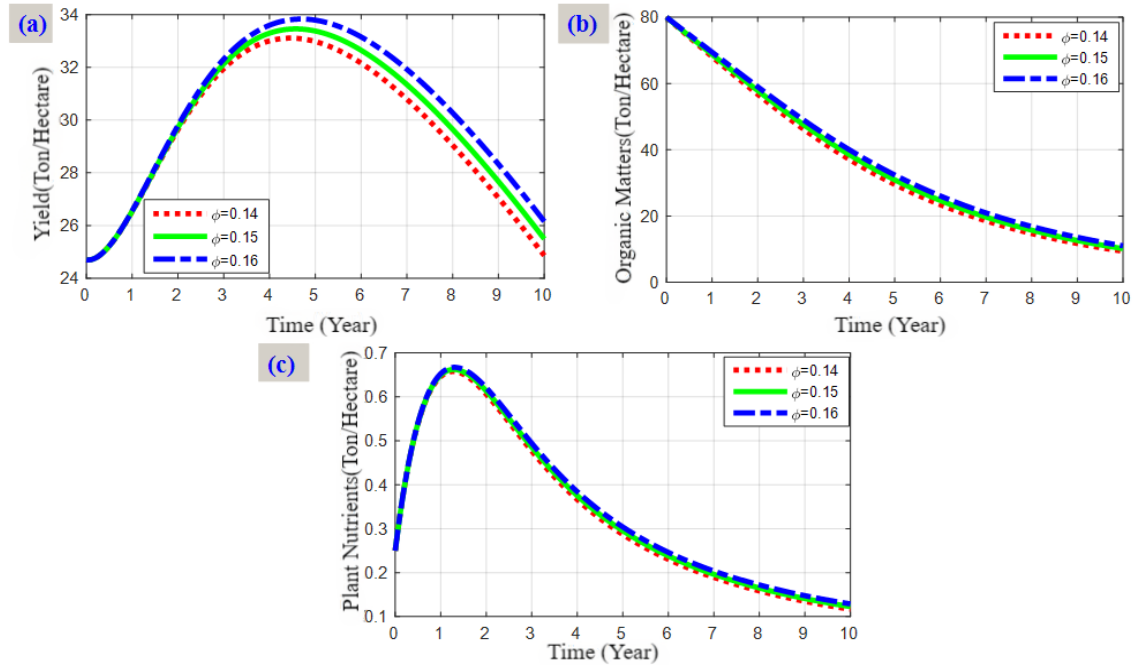 (a)
Yield(Ton/Hectare)
34
32
30
28
26
24
ϕ=0.14
ϕ=0.15
ϕ=0.16
0 1 2 3 4 5 6 7 8 9 10
Time (Year)
(b)
Organic Matters(Ton/Hectare)
80
60
40
20
0
ϕ=0.14
ϕ=0.15
ϕ=0.16
0 1 2 3 4 5 6 7 8 9 10
Time (Year)
(c)
Plant Nutrients(Ton/Hectare)
0.7
0.6
0.5
0.4
0.3
0.2
0.1
ϕ=0.14
ϕ=0.15
ϕ=0.16
0 1 2 3 4 5 6 7 8 9 10
Time (Year)